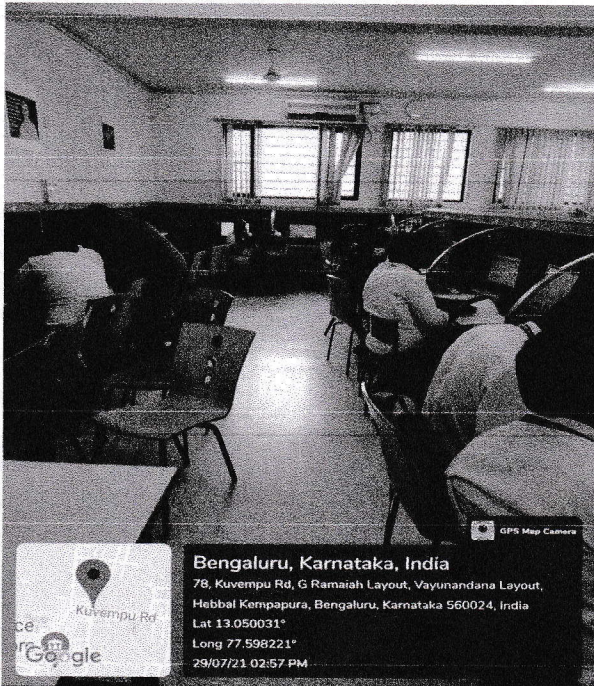 GPS Map Camera
Bengaluru, Karnataka, India
78, Kuvempu Rd, G Ramaiah Layout, Vayunandana Layout,
Hebbal Kempapura, Bengaluru, Karnataka 560024, India
Lat 13.050031°
Long 77.598221°
29/07/21 02:57 PM
Kuvempu Rd
ce
Google